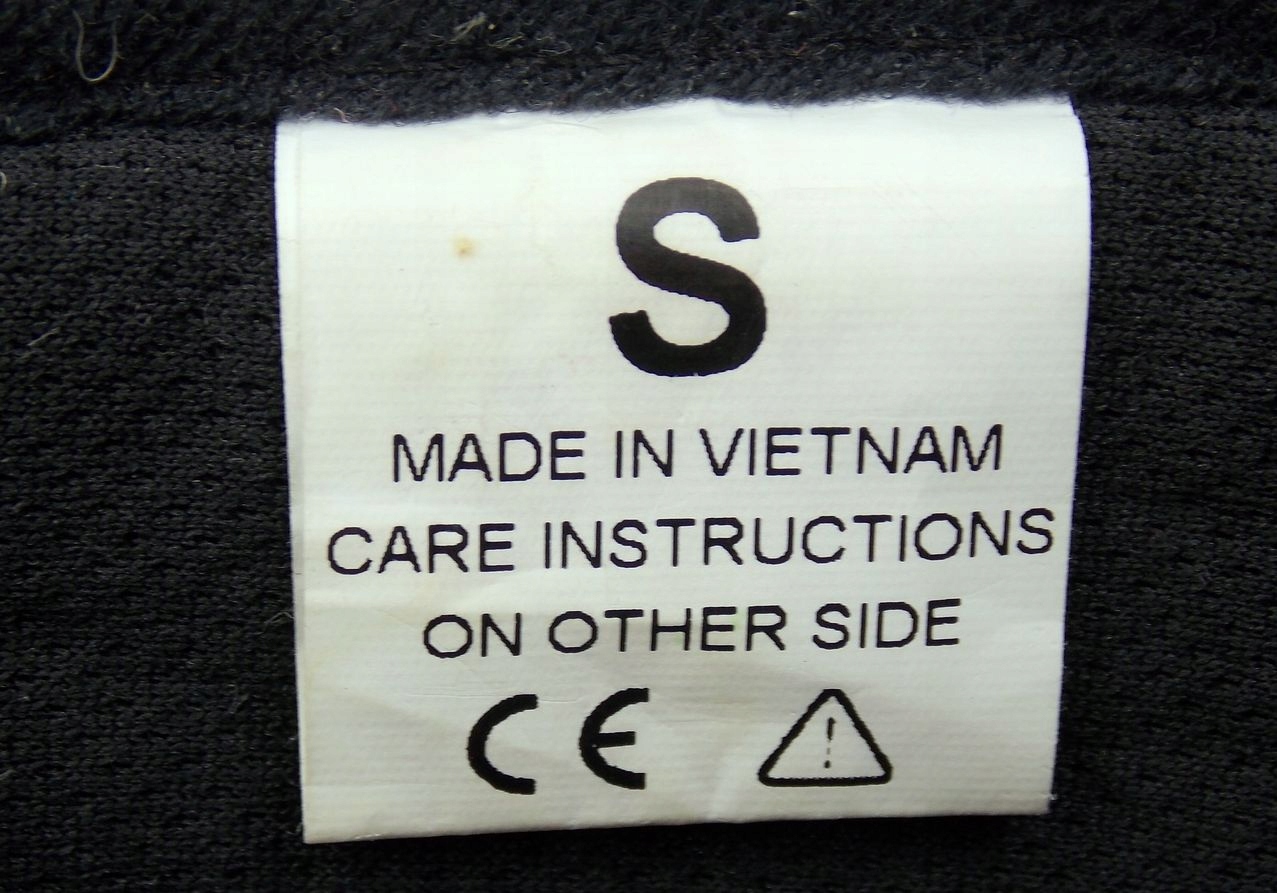 S
MADE IN VIETNAM
CARE INSTRUCTIONS
ON OTHER SIDE
CE